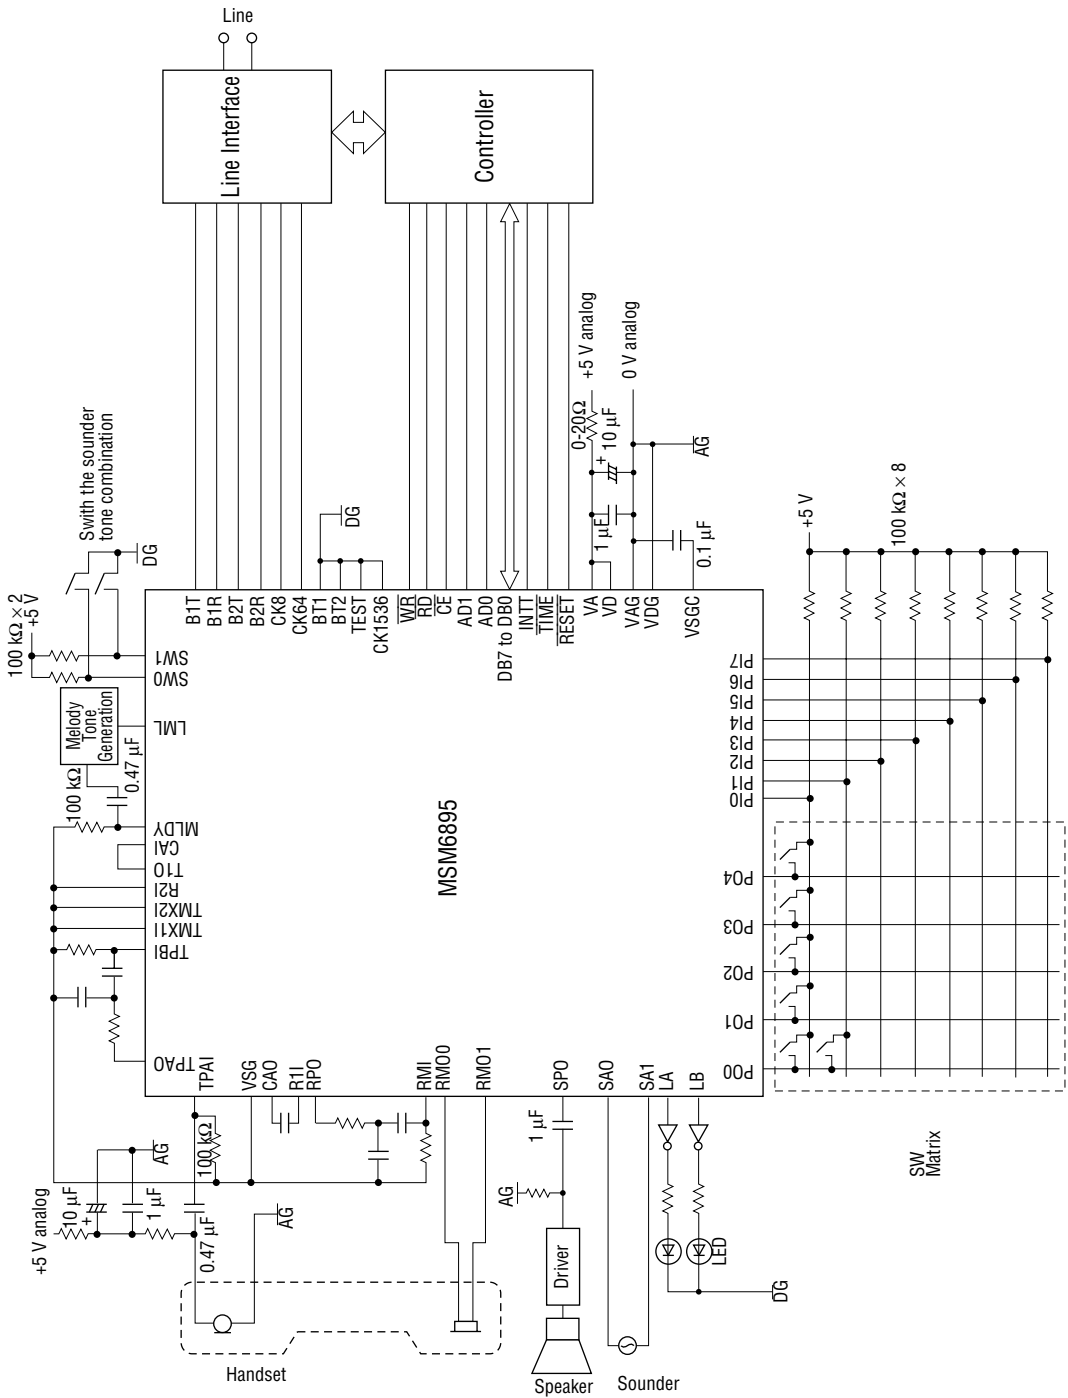 Line
Line Interface
Controller
Swith the sounder
tone combination
DG
100 kΩ × 2
+5 V
Melody
Tone
Generation
100 kΩ
0.47 µF
SW1
SW0
LML
MLDY
CAI
T1O
R2I
TMX2I
TMX1I
TPBI
TPAO
B1T
B1R
B2T
B2R
CK8
CK64
BT1
BT2
TEST
CK1536
DG
WR
RD
CE
AD1
AD0
DB7 to DB0
INTT
TIME
RESET
VA
VD
VAG
VDG
VSGC
+5 V analog
0-20Ω
10 µF
+
1 µF
0 V analog
AG
0.1 µF
MSM6895
+5 V
100 kΩ × 8
PI7
PI6
PI5
PI4
PI3
PI2
PI1
PI0
PO4
PO3
PO2
PO1
PO0
SW
Matrix
TPAI
VSG
CAO
R1I
RPO
RMI
RMO0
RMO1
SPO
SAO
SA1
LA
LB
+5 V analog
10 µF
+
1 µF
AG
100 kΩ
0.47 µF
AG
Handset
1 µF
AG
Driver
Speaker
Sounder
LED
DG